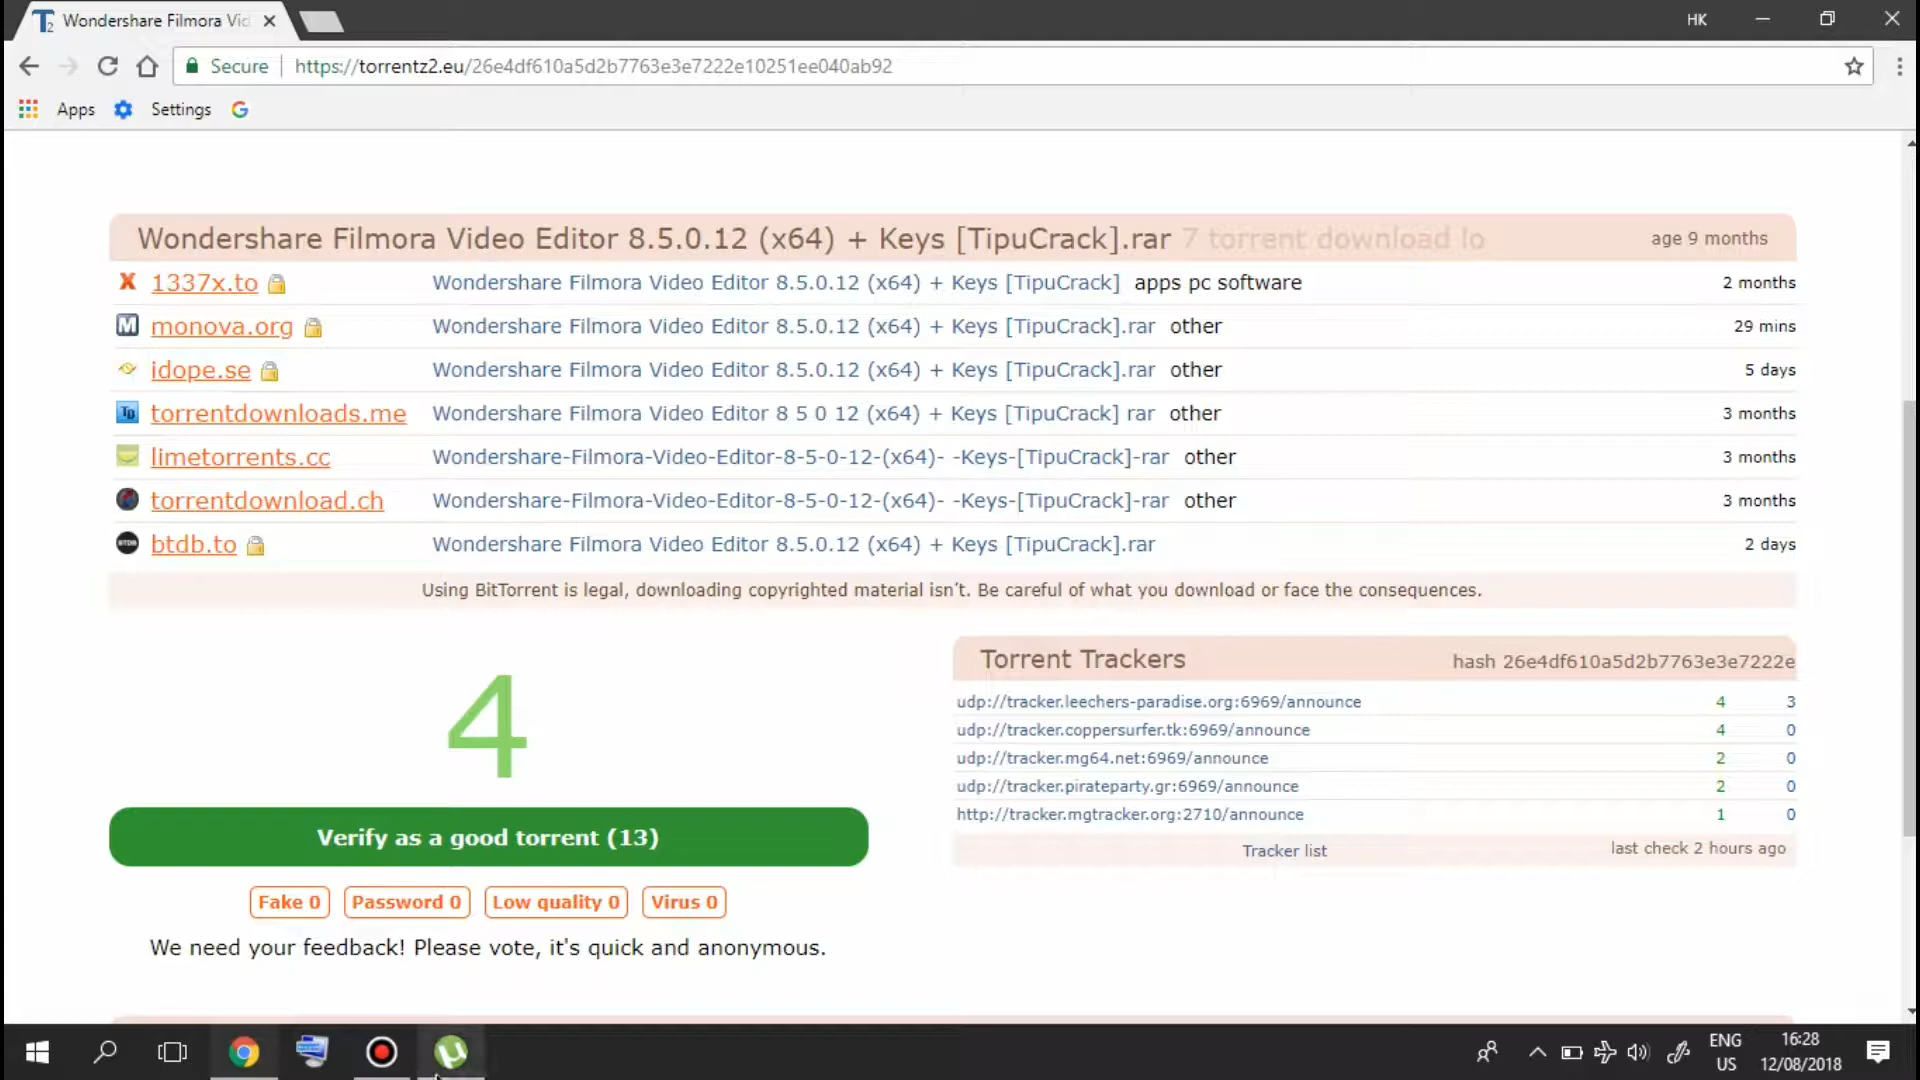 Wondershare Filmora Vid
HK
Secure
https://torrentz2.eu/26e4df610a5d2b7763e3e7222e10251ee040ab92
Apps Settings
Wondershare Filmora Video Editor 8.5.0.12 (x64) + Keys [TipuCrack].rar 7 torrent download lo age 9 months
1337x.to Wondershare Filmora Video Editor 8.5.0.12 (x64) + Keys [TipuCrack] apps pc software 2 months
monova.org Wondershare Filmora Video Editor 8.5.0.12 (x64) + Keys [TipuCrack].rar other 29 mins
idope.se Wondershare Filmora Video Editor 8.5.0.12 (x64) + Keys [TipuCrack].rar other 5 days
torrentdownloads.me Wondershare Filmora Video Editor 8 5 0 12 (x64) + Keys [TipuCrack] rar other 3 months
limetorrents.cc Wondershare-Filmora-Video-Editor-8-5-0-12-(x64)- -Keys-[TipuCrack]-rar other 3 months
torrentdownload.ch Wondershare-Filmora-Video-Editor-8-5-0-12-(x64)- -Keys-[TipuCrack]-rar other 3 months
btdb.to Wondershare Filmora Video Editor 8.5.0.12 (x64) + Keys [TipuCrack].rar 2 days
Using BitTorrent is legal, downloading copyrighted material isn't. Be careful of what you download or face the consequences.
4
Verify as a good torrent (13)
Fake 0 Password 0 Low quality 0 Virus 0
We need your feedback! Please vote, it's quick and anonymous.
Torrent Trackers hash 26e4df610a5d2b7763e3e7222e
udp://tracker.leechers-paradise.org:6969/announce 4 3
udp://tracker.coppersurfer.tk:6969/announce 4 0
udp://tracker.mg64.net:6969/announce 2 0
udp://tracker.pirateparty.gr:6969/announce 2 0
http://tracker.mgtracker.org:2710/announce 1 0
Tracker list last check 2 hours ago
ENG
US
16:28
12/08/2018